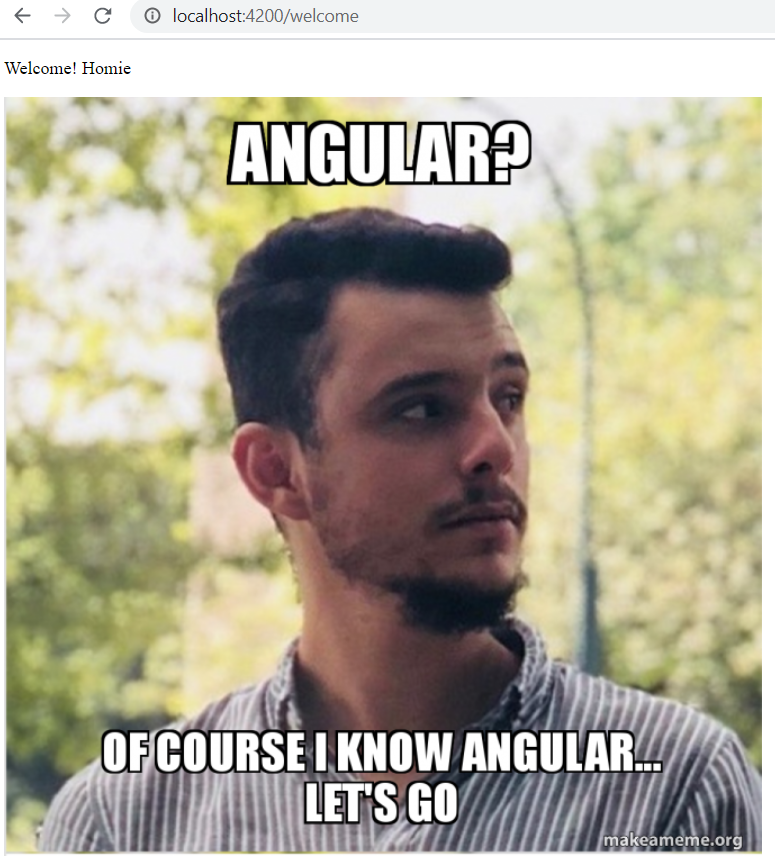 localhost:4200/welcome
Welcome! Homie
ANGULAR?
OF COURSE I KNOW ANGULAR...
LET'S GO
makeameme.org